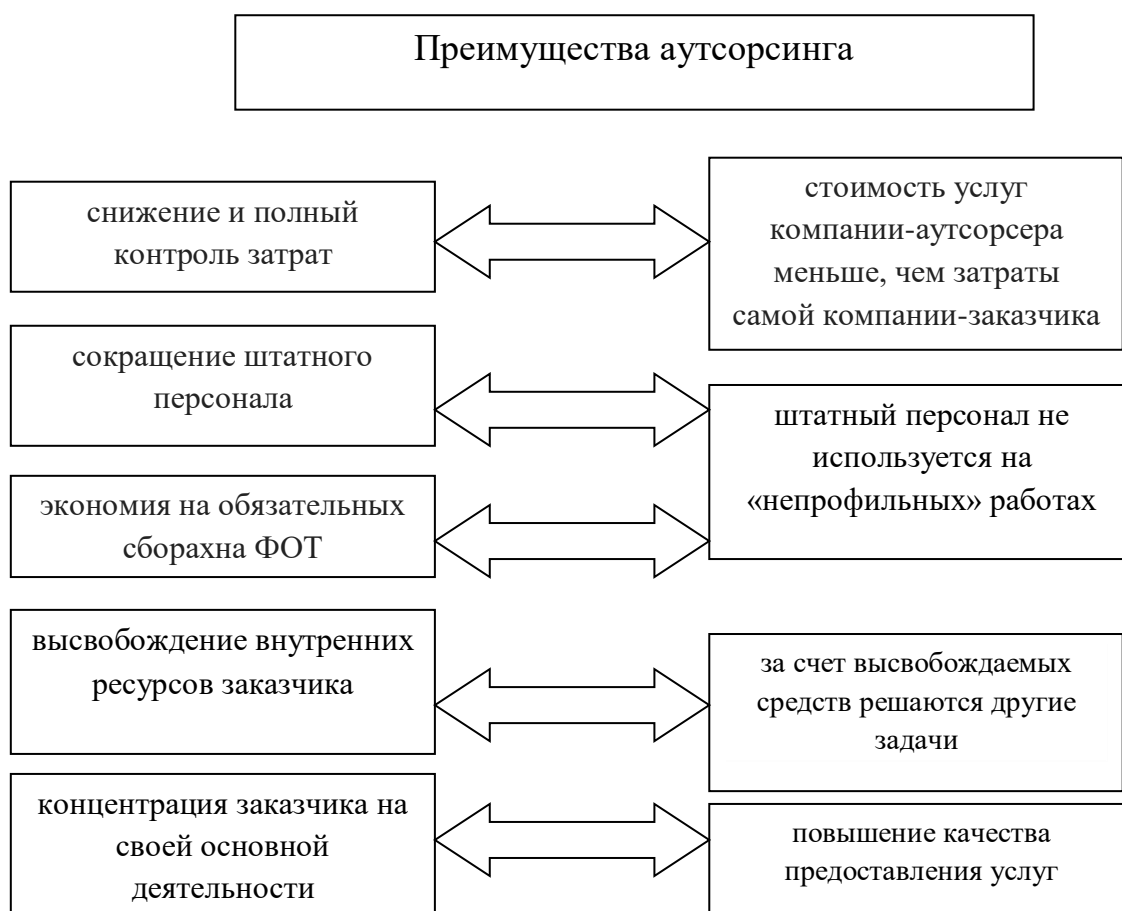 Преимущества аутсорсинга
снижение и полный
контроль затрат
стоимость услуг
компании-аутсорсера
меньше, чем затраты
самой компании-заказчика
сокращение штатного
персонала
штатный персонал не
используется на
«непрофильных» работах
экономия на обязательных
сборахна ФОТ
высвобождение внутренних
ресурсов заказчика
за счет высвобождаемых
средств решаются другие
задачи
концентрация заказчика на
своей основной
деятельности
повышение качества
предоставления услуг